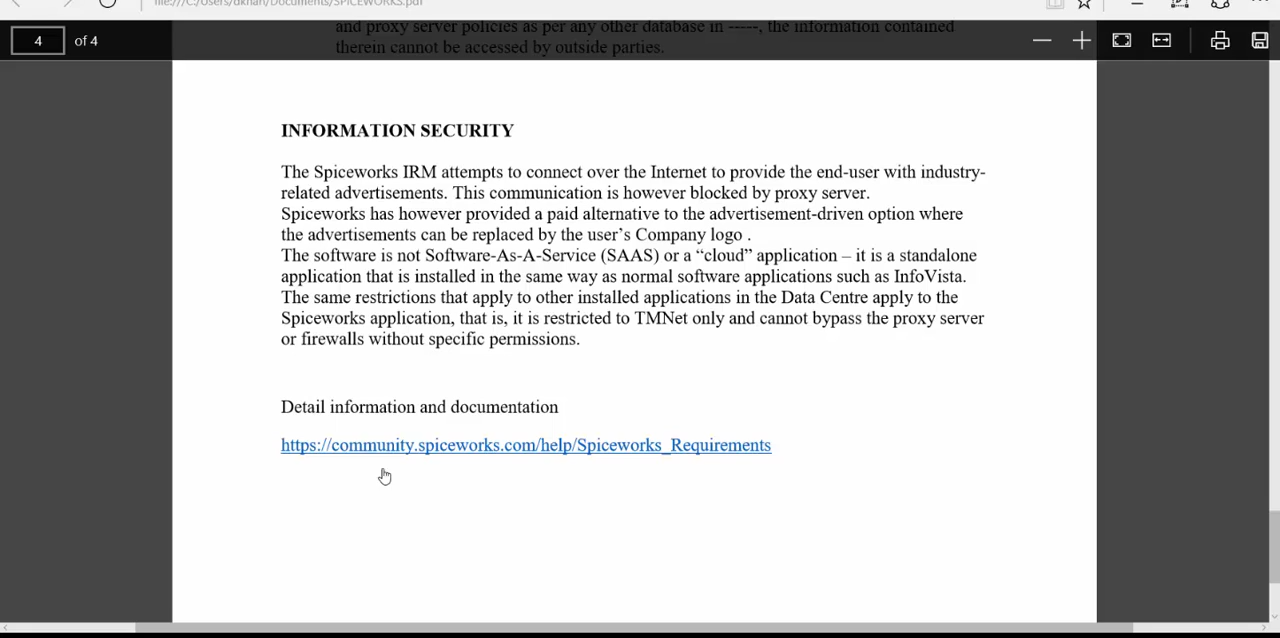 file:///C:/Users/dkhan/Documents/SPICEWORKS.pdf
and proxy server policies as per any other database in -----, the information contained
4 of 4
therein cannot be accessed by outside parties.
INFORMATION SECURITY
The Spiceworks IRM attempts to connect over the Internet to provide the end-user with industry-
related advertisements. This communication is however blocked by proxy server.
Spiceworks has however provided a paid alternative to the advertisement-driven option where
the advertisements can be replaced by the user’s Company logo .
The software is not Software-As-A-Service (SAAS) or a “cloud” application – it is a standalone
application that is installed in the same way as normal software applications such as InfoVista.
The same restrictions that apply to other installed applications in the Data Centre apply to the
Spiceworks application, that is, it is restricted to TMNet only and cannot bypass the proxy server
or firewalls without specific permissions.
Detail information and documentation
https://community.spiceworks.com/help/Spiceworks_Requirements